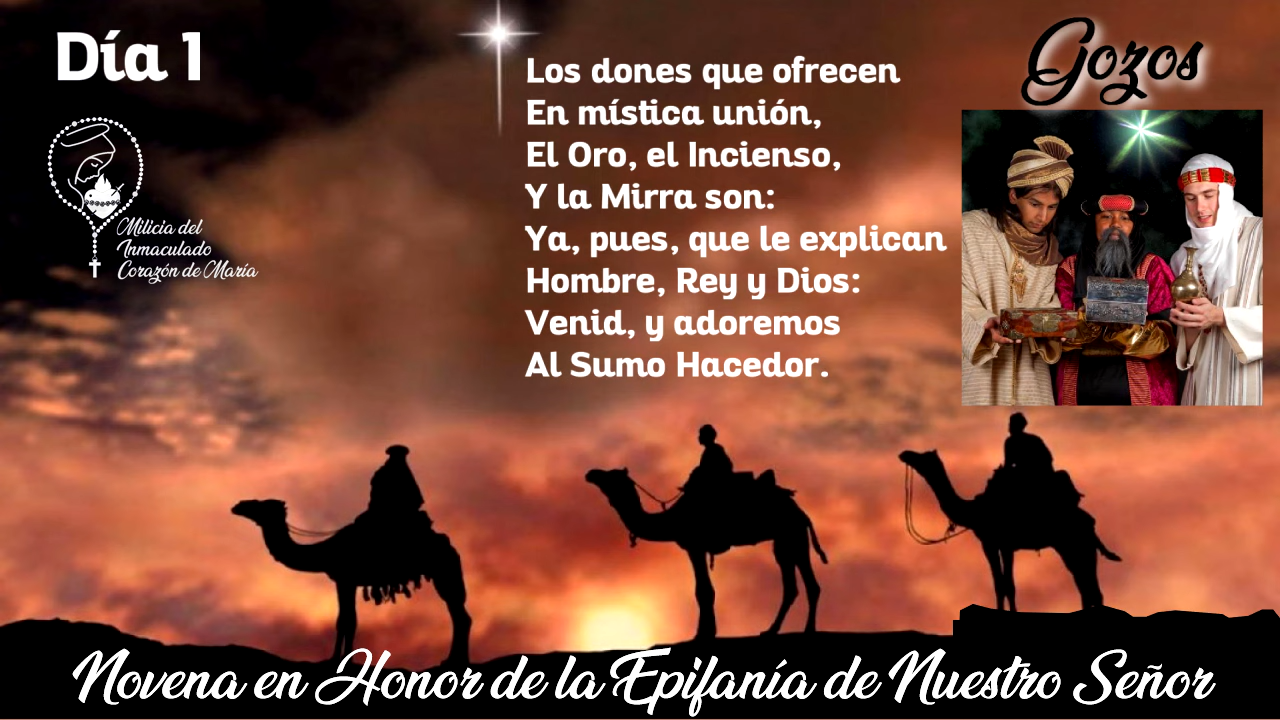 Día 1
Milicia del
Inmaculado
Corazón de María
Gozos
Los dones que ofrecen
En mística unión,
El Oro, el Incienso,
Y la Mirra son:
Ya, pues, que le explican
Hombre, Rey y Dios:
Venid, y adoremos
Al Sumo Hacedor.
Novena en Honor de la Epifanía de Nuestro Señor